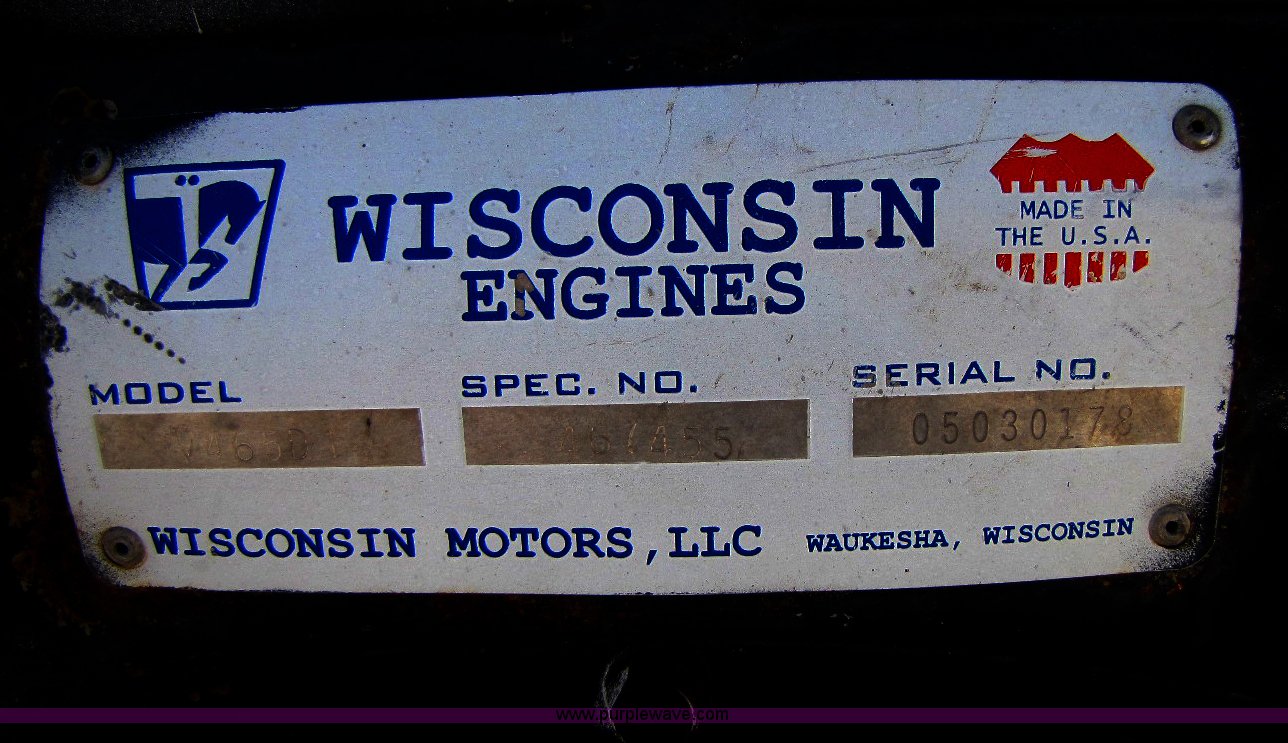 WISCONSIN
ENGINES
MADE IN
THE U.S.A.
MODEL SPEC. NO. SERIAL NO.
05030178
WISCONSIN MOTORS, LLC WAUKESHA, WISCONSIN
www.purplewave.com